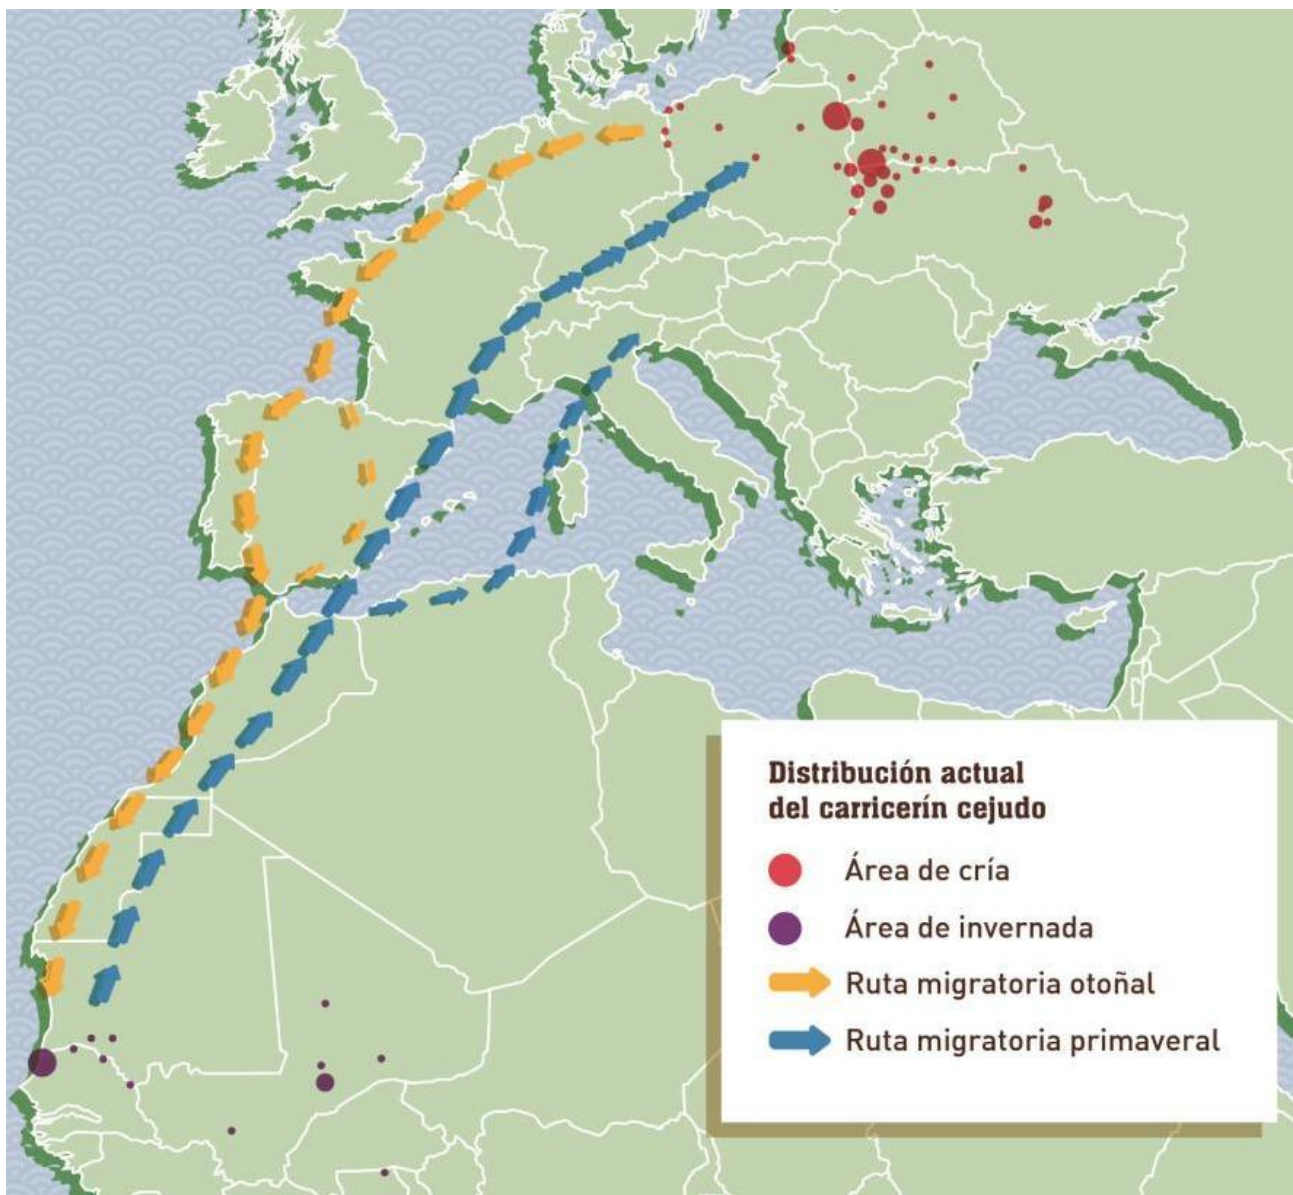 Distribución actual
del carricerín cejudo
Área de cría
Área de invernada
Ruta migratoria otoñal
Ruta migratoria primaveral